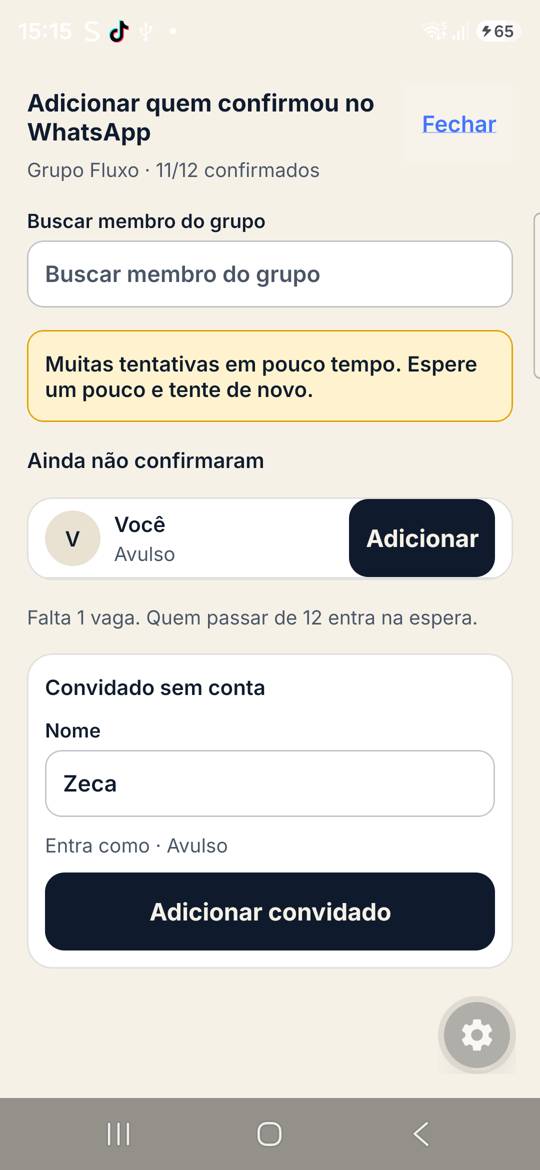 15:15
65
Adicionar quem confirmou no
WhatsApp
Fechar
Grupo Fluxo · 11/12 confirmados
Buscar membro do grupo
Buscar membro do grupo
Muitas tentativas em pouco tempo. Espere
um pouco e tente de novo.
Ainda não confirmaram
V
Você
Avulso
Adicionar
Falta 1 vaga. Quem passar de 12 entra na espera.
Convidado sem conta
Nome
Zeca
Entra como · Avulso
Adicionar convidado